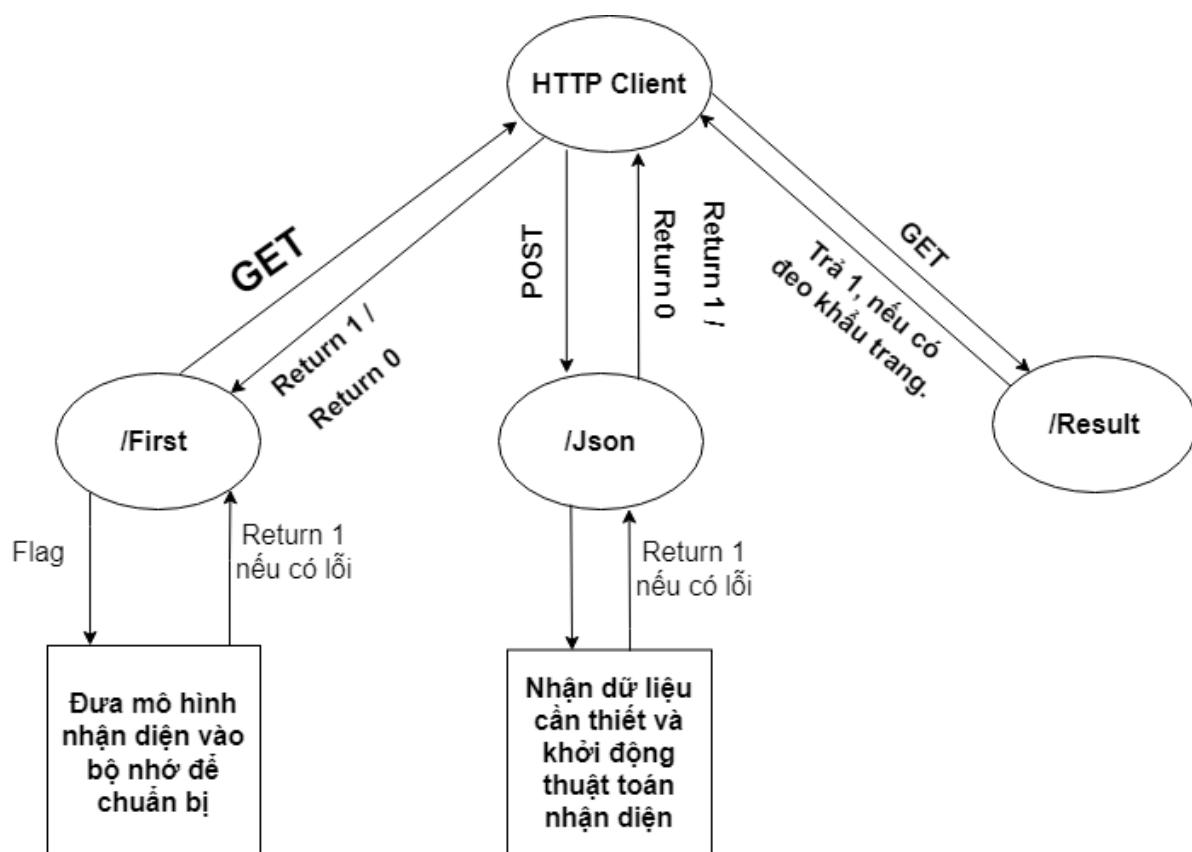 HTTP Client
GET
Return 1 /
Return 0
POST
Return 1 /
Return 0
GET
Trả 1, nếu có
đeo khẩu trang.
/First
/Json
/Result
Flag
Return 1
nếu có lỗi
Return 1
nếu có lỗi
Đưa mô hình
nhận diện vào
bộ nhớ để
chuẩn bị
Nhận dữ liệu
cần thiết và
khởi động
thuật toán
nhận diện